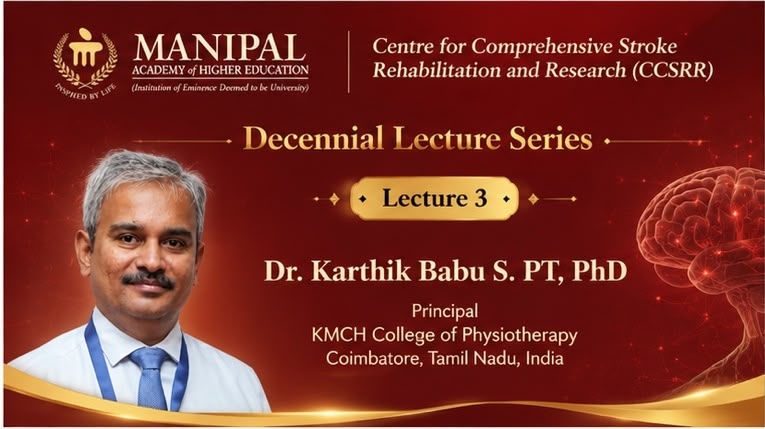 MANIPAL
ACADEMY of HIGHER EDUCATION
(Institution of Eminence Deemed to be University)
INSPIRED BY LIFE
Centre for Comprehensive Stroke
Rehabilitation and Research (CCSRR)
Decennial Lecture Series
Lecture 3
Dr. Karthik Babu S. PT, PhD
Principal
KMCH College of Physiotherapy
Coimbatore, Tamil Nadu, India